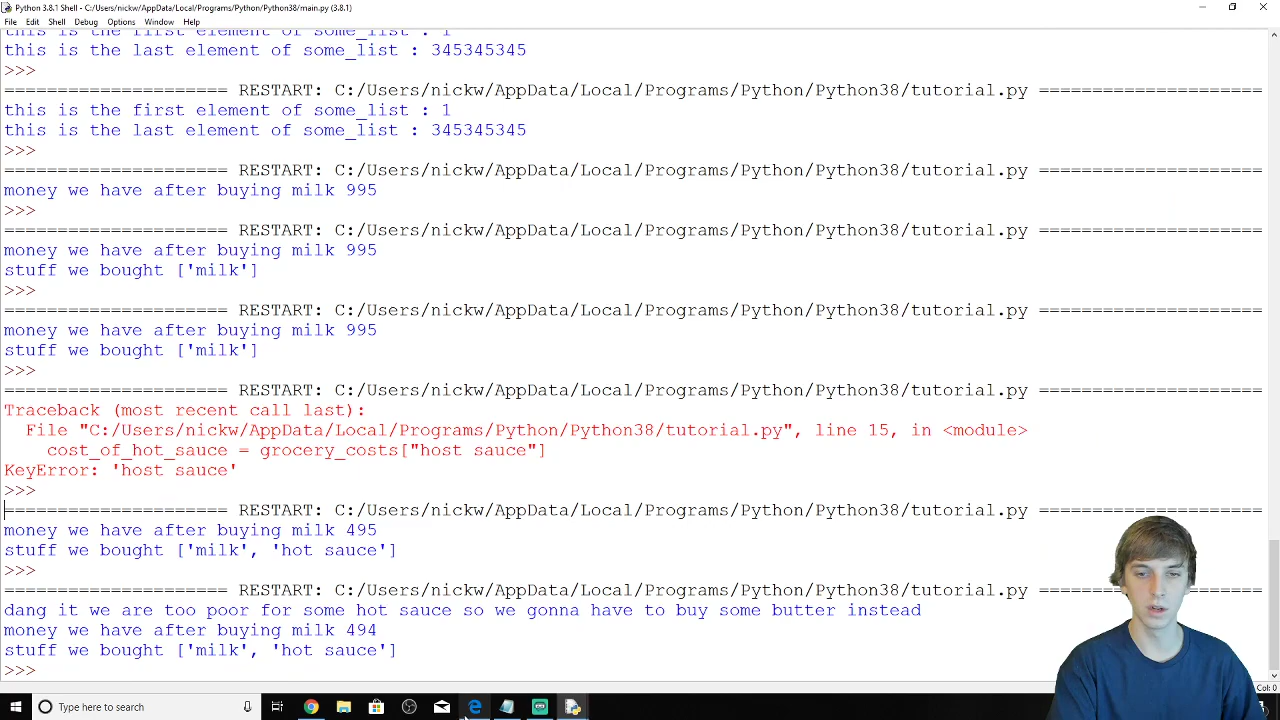 Python 3.8.1 Shell - C:/Users/nickw/AppData/Local/Programs/Python/Python38/main.py (3.8.1)
File Edit Shell Debug Options Window Help
this is the first element of some_list : 1
this is the last element of some_list : 345345345
>>>
===================== RESTART: C:/Users/nickw/AppData/Local/Programs/Python/Python38/tutorial.py =====================
this is the first element of some_list : 1
this is the last element of some_list : 345345345
>>>
===================== RESTART: C:/Users/nickw/AppData/Local/Programs/Python/Python38/tutorial.py =====================
money we have after buying milk 995
>>>
===================== RESTART: C:/Users/nickw/AppData/Local/Programs/Python/Python38/tutorial.py =====================
money we have after buying milk 995
stuff we bought ['milk']
>>>
===================== RESTART: C:/Users/nickw/AppData/Local/Programs/Python/Python38/tutorial.py =====================
money we have after buying milk 995
stuff we bought ['milk']
>>>
===================== RESTART: C:/Users/nickw/AppData/Local/Programs/Python/Python38/tutorial.py =====================
Traceback (most recent call last):
File "C:/Users/nickw/AppData/Local/Programs/Python/Python38/tutorial.py", line 15, in <module>
cost_of_hot_sauce = grocery_costs["host sauce"]
KeyError: 'host sauce'
>>>
===================== RESTART: C:/Users/nickw/AppData/Local/Programs/Python/Python38/tutorial.py =====================
money we have after buying milk 495
stuff we bought ['milk', 'hot sauce']
>>>
===================== RESTART: C:/Users/nickw/AppData/Local/Programs/Python/Python38/tutorial.py =====================
dang it we are too poor for some hot sauce so we gonna have to buy some butter instead
money we have after buying milk 494
stuff we bought ['milk', 'hot sauce']
>>>
Col: 0
Type here to search